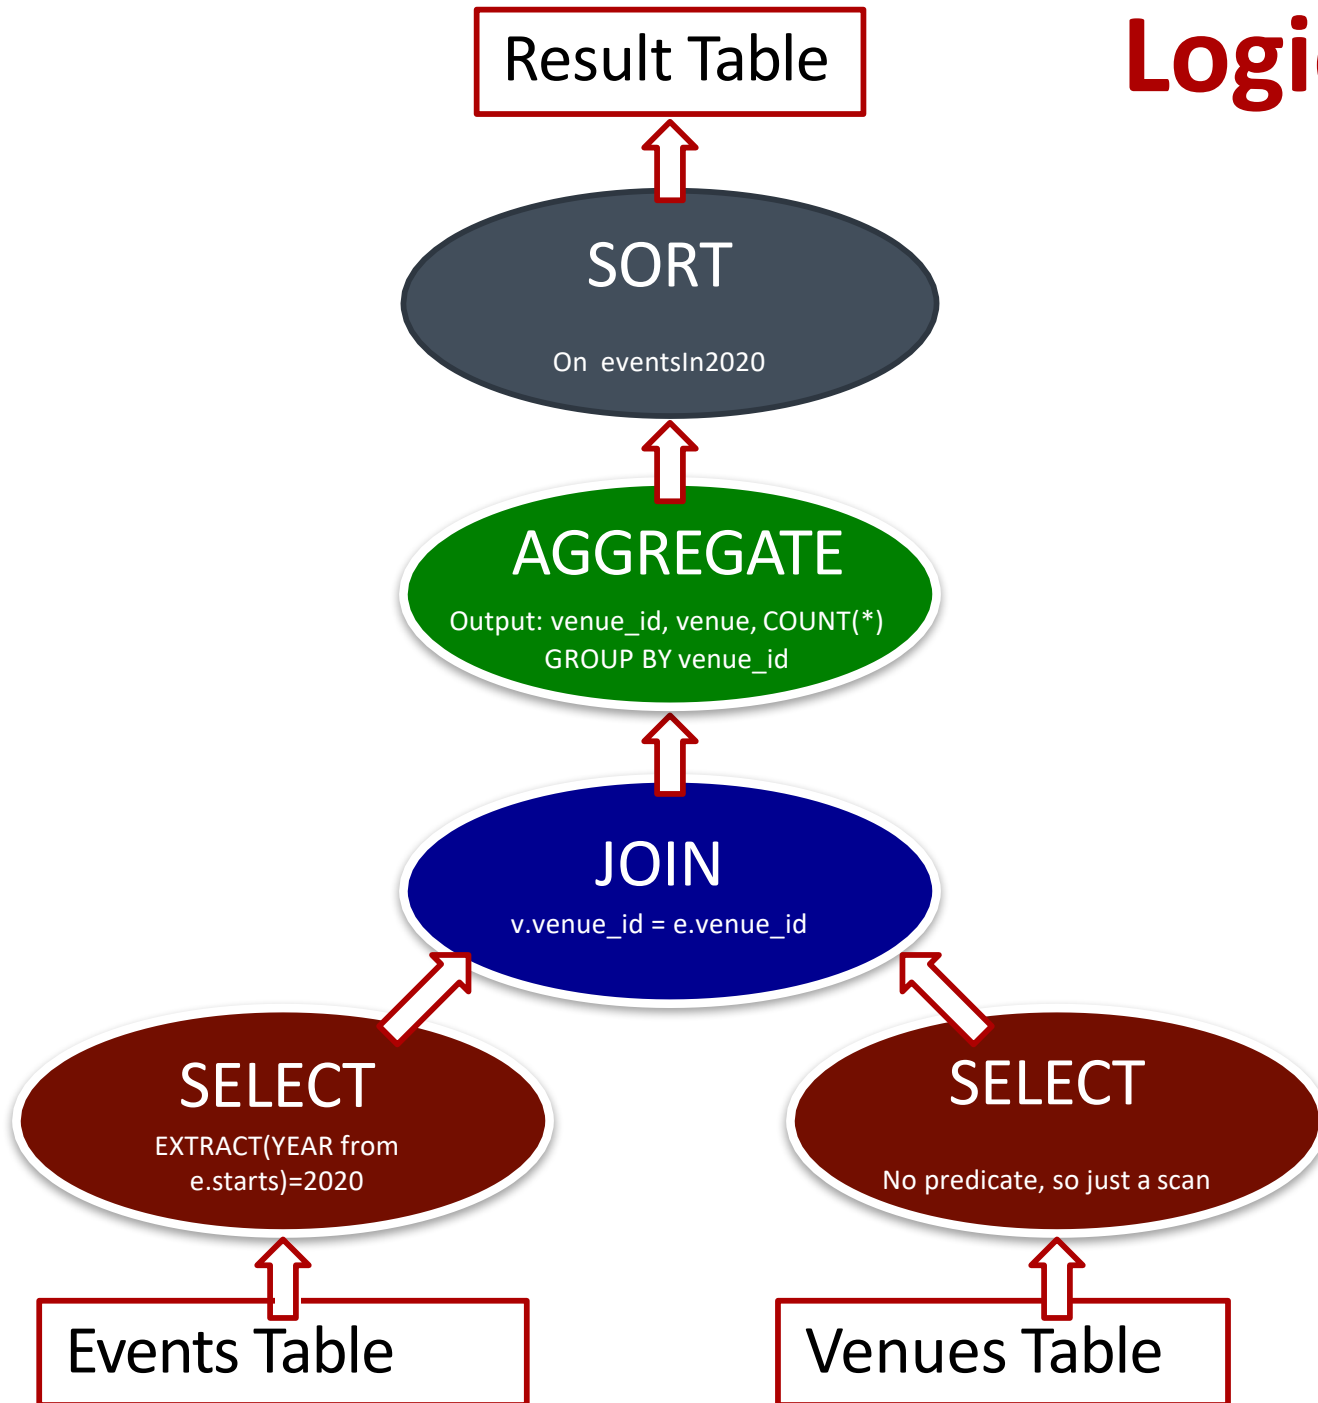 Result Table
Logi
SORT
On eventsIn2020
AGGREGATE
Output: venue_id, venue, COUNT(*)
GROUP BY venue_id
JOIN
v.venue_id = e.venue_id
SELECT
EXTRACT(YEAR from
e.starts)=2020
SELECT
No predicate, so just a scan
Events Table
Venues Table